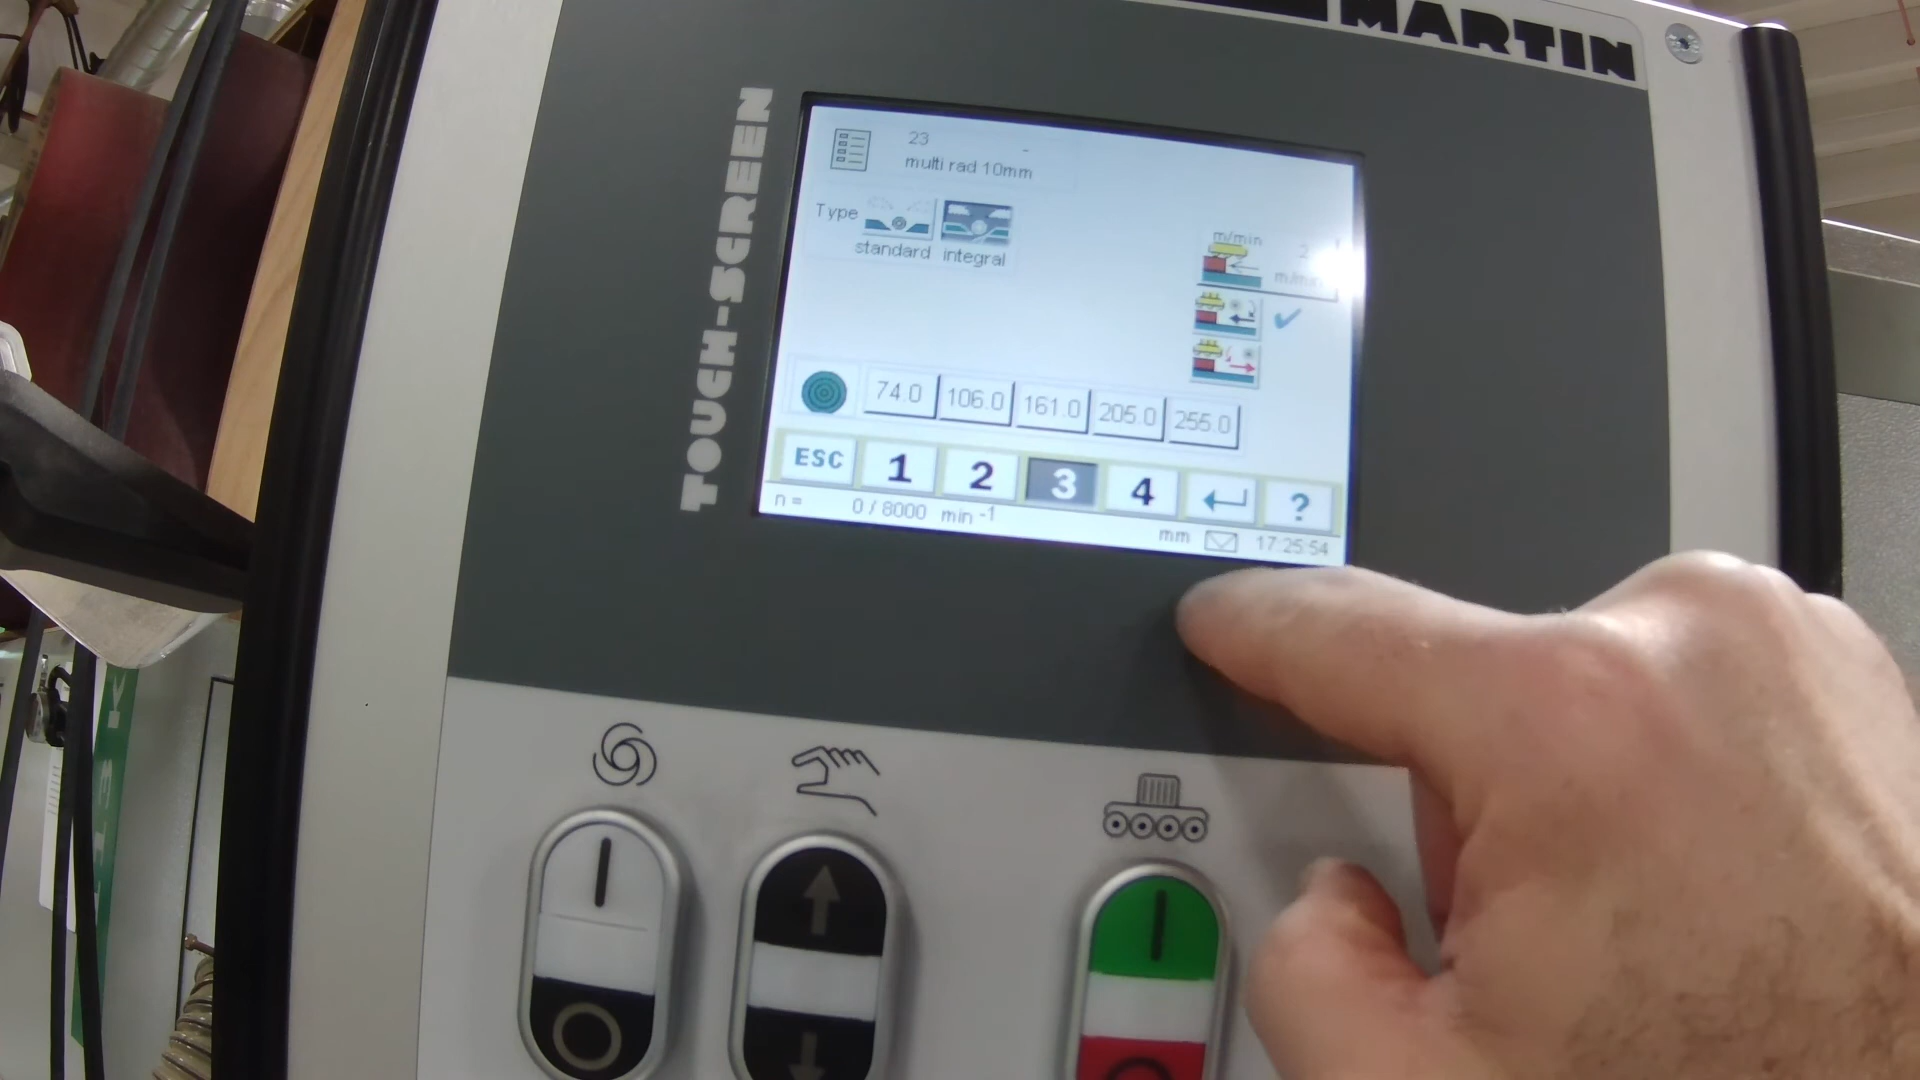 MARTIN
TOUCH-SCREEN
23 -
multi rad 10mm
Type
standard integral
m/min
74.0 106.0 161.0 205.0 255.0
ESC 1 2 3 4 ?
n = 0 / 8000 min -1
mm 17:25:54